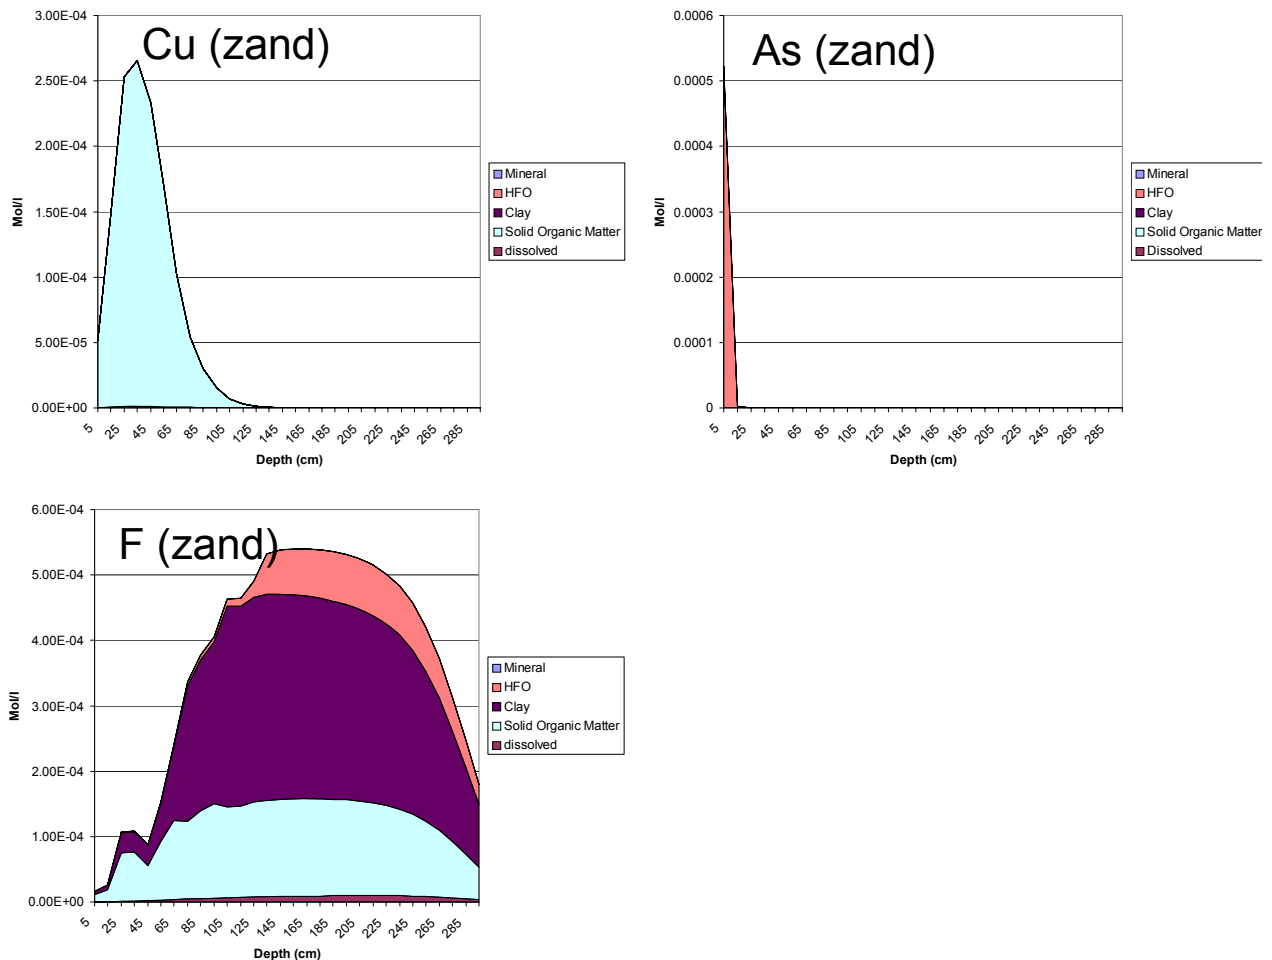 Cu (zand)
3.00E-04
2.50E-04
2.00E-04
1.50E-04
1.00E-04
5.00E-05
0.00E+00
Mol/l
5
25
45
65
85
105
125
145
165
185
205
225
245
265
285
Depth (cm)
Mineral
HFO
Clay
Solid Organic Matter
dissolved
As (zand)
0.0006
0.0005
0.0004
0.0003
0.0002
0.0001
0
Mol/l
5
25
45
65
85
105
125
145
165
185
205
225
245
265
285
Depth (cm)
Mineral
HFO
Clay
Solid Organic Matter
Dissolved
F (zand)
6.00E-04
5.00E-04
4.00E-04
3.00E-04
2.00E-04
1.00E-04
0.00E+00
Mol/l
5
25
45
65
85
105
125
145
165
185
205
225
245
265
285
Depth (cm)
Mineral
HFO
Clay
Solid Organic Matter
dissolved